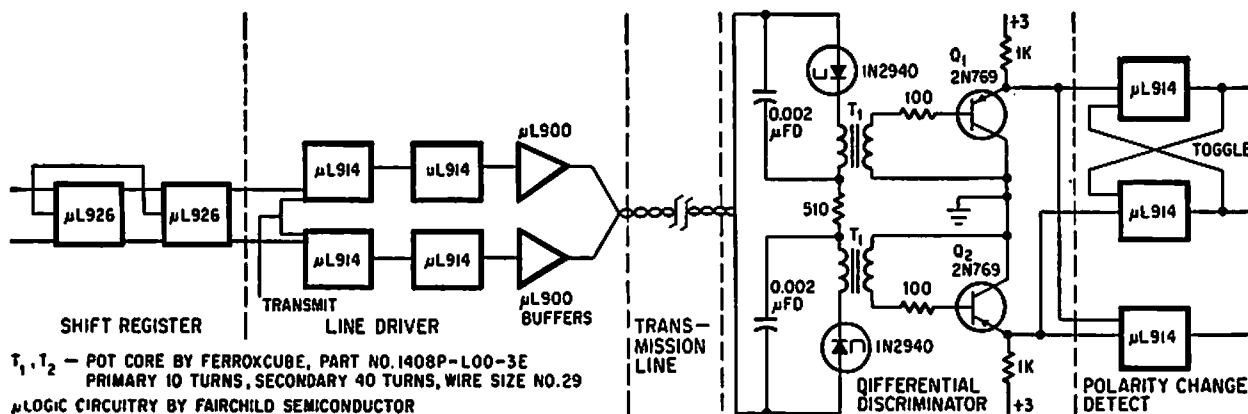 +3
1K
Q1
2N769
1N2940
T1
100
0.002
μFD
μL914
TOGGLE
μL900
μL914
uL914
μL926
μL926
510
μL914
μL914
μL914
T1
Q2
2N769
100
0.002
μFD
TRANSMIT
μL900
BUFFERS
μL914
1N2940
1K
+3
SHIFT REGISTER
LINE DRIVER
TRANS-
MISSION
LINE
DIFFERENTIAL
DISCRIMINATOR
POLARITY CHANGE
DETECT
T1, T2 — POT CORE BY FERROXCUBE, PART NO. 1408P-L00-3E
PRIMARY 10 TURNS, SECONDARY 40 TURNS, WIRE SIZE NO. 29
μLOGIC CIRCUITRY BY FAIRCHILD SEMICONDUCTOR